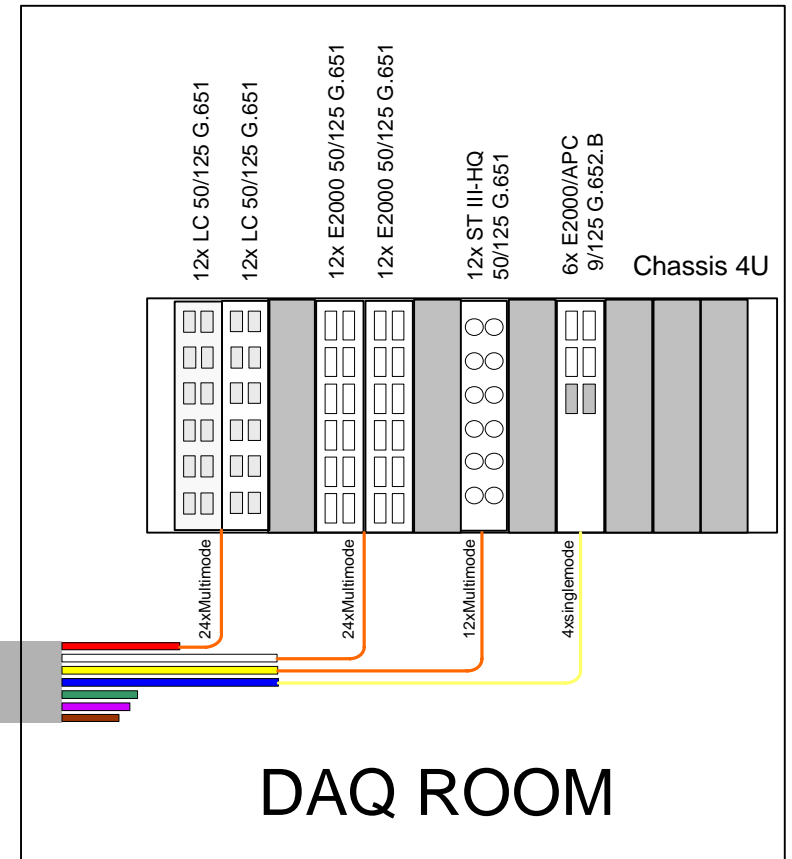 12x LC 50/125 G.651
12x LC 50/125 G.651
12x E2000 50/125 G.651
12x E2000 50/125 G.651
12x ST III-HQ
50/125 G.651
6x E2000/APC
9/125 G.652.B
Chassis 4U
24xMultimode
24xMultimode
12xMultimode
4xsinglemode
DAQ ROOM